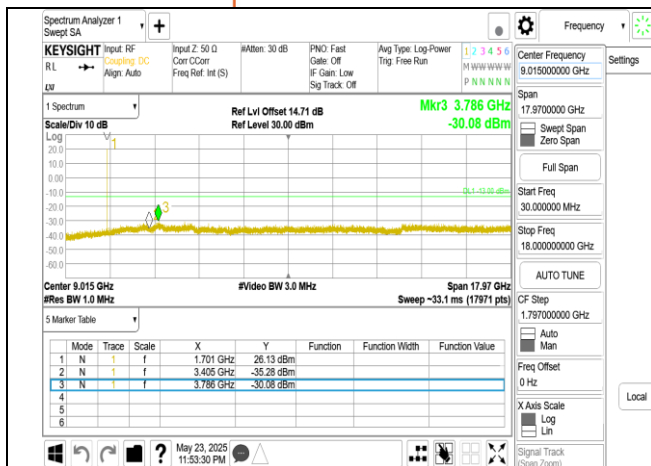 Spectrum Analyzer 1
Swept SA
Frequency
KEYSIGHT
RL
LXI
Input: RF
Coupling: DC
Align: Auto
Input Z: 50 Ω
Corr CCorr
Freq Ref: Int (S)
#Atten: 30 dB
PNO: Fast
Gate: Off
IF Gain: Low
Sig Track: Off
Avg Type: Log-Power
Trig: Free Run
1 2 3 4 5 6
M W W W W W
P N N N N N
Center Frequency
9.015000000 GHz
Settings
Span
17.9700000 GHz
Swept Span
Zero Span
Full Span
Start Freq
30.000000 MHz
Stop Freq
18.000000000 GHz
AUTO TUNE
CF Step
1.797000000 GHz
Auto
Man
Freq Offset
0 Hz
X Axis Scale
Log
Lin
Local
Signal Track
(Span Zoom)
1 Spectrum
Scale/Div 10 dB
Ref Lvl Offset 14.71 dB
Ref Level 30.00 dBm
Mkr3 3.786 GHz
-30.08 dBm
Log
1
20.0
10.0
0.00
-10.0
DL1 -13.00 dBm
-20.0
3
-30.0
-40.0
-50.0
-60.0
Center 9.015 GHz
#Video BW 3.0 MHz
Span 17.97 GHz
#Res BW 1.0 MHz
Sweep ~33.1 ms (17971 pts)
5 Marker Table
Mode Trace Scale X Y Function Function Width Function Value
1 N 1 f 1.701 GHz 26.13 dBm
2 N 1 f 3.405 GHz -35.28 dBm
3 N 1 f 3.786 GHz -30.08 dBm
4
5
6
?
May 23, 2025
11:53:30 PM